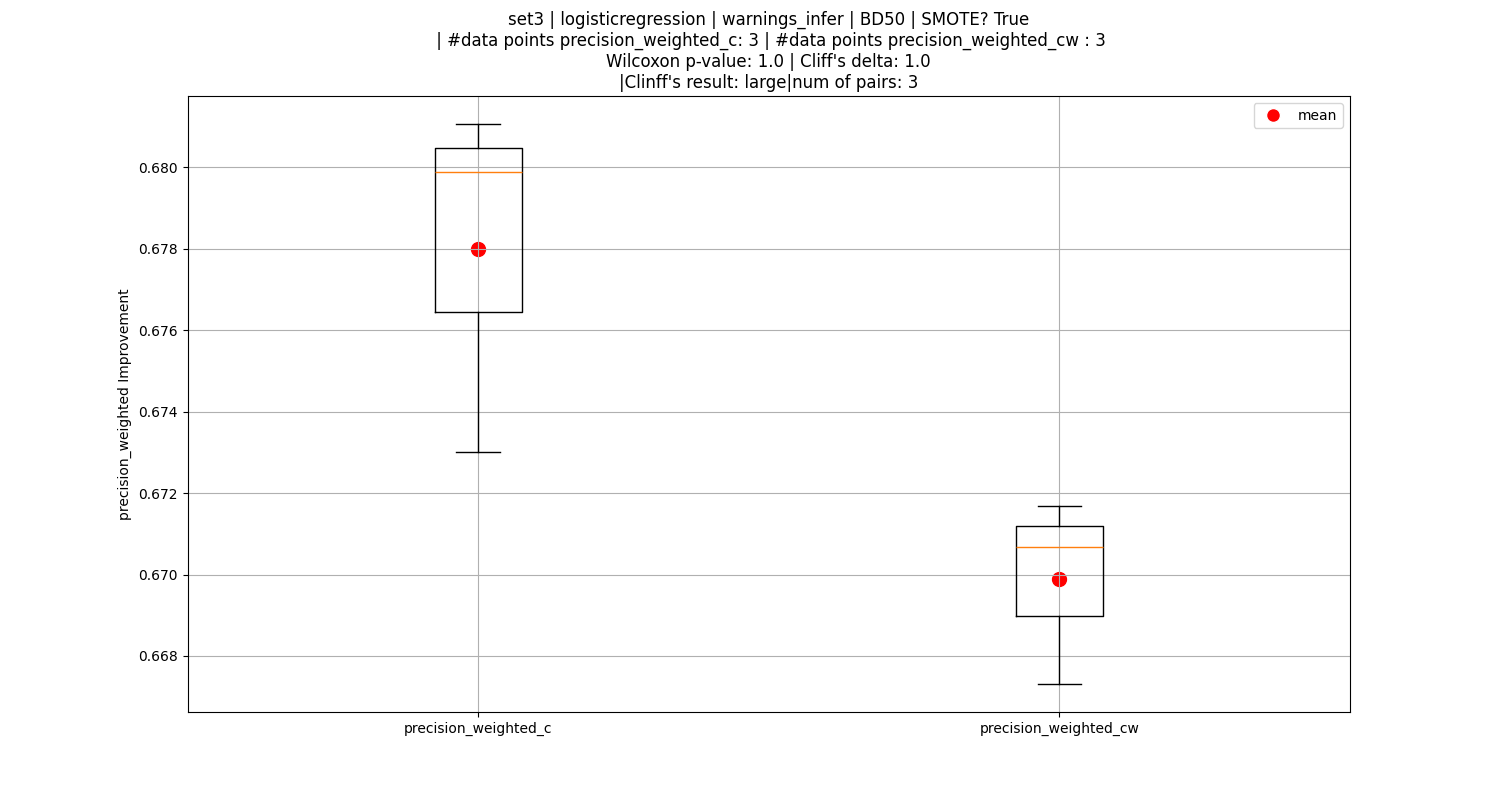 set3 | logisticregression | warnings_infer | BD50 | SMOTE? True
| #data points precision_weighted_c: 3 | #data points precision_weighted_cw : 3
Wilcoxon p-value: 1.0 | Cliff's delta: 1.0
|Clinff's result: large|num of pairs: 3
mean
0.680
0.678
0.676
0.674
0.672
0.670
0.668
precision_weighted Improvement
precision_weighted_c
precision_weighted_cw